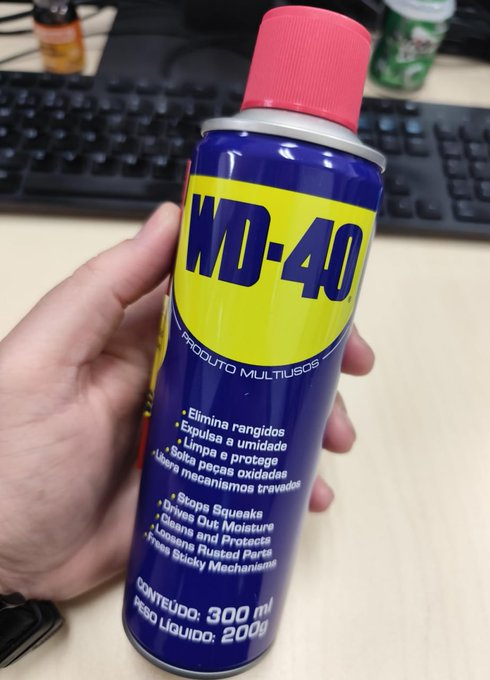 WD-40
PRODUTO MULTIUSOS
Elimina rangidos
Expulsa a umidade
Limpa e protege
Solta peças oxidadas
Libera mecanismos travados
Stops Squeaks
Drives Out Moisture
Cleans and Protects
Loosens Rusted Parts
Frees Sticky Mechanisms
CONTEÚDO: 300 ml
PESO LÍQUIDO: 200g